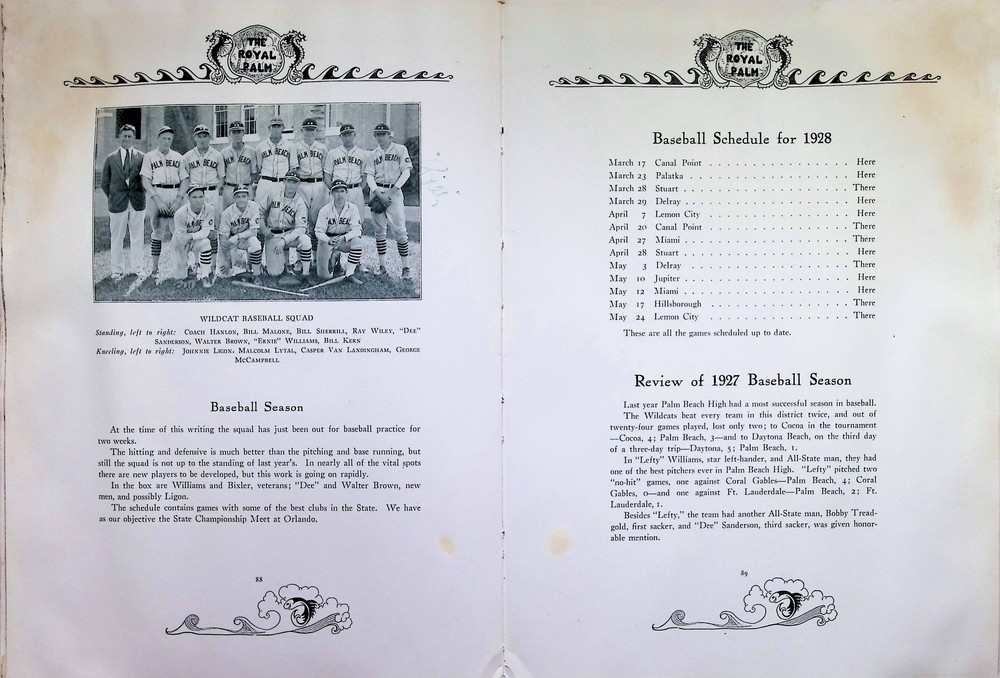 THE
ROYAL
PALM
PALM BEACH
PALM BEACH
PALM BEACH
PALM BEACH
PALM BEACH
PALM BEACH
WILDCAT BASEBALL SQUAD
Standing, left to right: Coach Hanlon, Bill Malone, Bill Sherrill, Ray Wiley, "Dee"
Sanderson, Walter Brown, "Ernie" Williams, Bill Kern
Kneeling, left to right: Johnnie Ligon, Malcolm Lytal, Casper Van Landingham, George
McCampbell
Baseball Season
At the time of this writing the squad has just been out for baseball practice for
two weeks.
The hitting and defensive is much better than the pitching and base running, but
still the squad is not up to the standing of last year's. In nearly all of the vital spots
there are new players to be developed, but this work is going on rapidly.
In the box are Williams and Bixler, veterans; "Dee" and Walter Brown, new
men, and possibly Ligon.
The schedule contains games with some of the best clubs in the State. We have
as our objective the State Championship Meet at Orlando.
88
THE
ROYAL
PALM
Baseball Schedule for 1928
March 17 Canal Point . . . . . . . . . . . . . . . Here
March 23 Palatka . . . . . . . . . . . . . . . . . Here
March 28 Stuart . . . . . . . . . . . . . . . . . There
March 29 Delray . . . . . . . . . . . . . . . . . Here
April 7 Lemon City . . . . . . . . . . . . . . . Here
April 20 Canal Point . . . . . . . . . . . . . . . There
April 27 Miami . . . . . . . . . . . . . . . . . There
April 28 Stuart . . . . . . . . . . . . . . . . . Here
May 3 Delray . . . . . . . . . . . . . . . . . There
May 10 Jupiter . . . . . . . . . . . . . . . . . Here
May 12 Miami . . . . . . . . . . . . . . . . . Here
May 17 Hillsborough . . . . . . . . . . . . . . . There
May 24 Lemon City . . . . . . . . . . . . . . . There
These are all the games scheduled up to date.
Review of 1927 Baseball Season
Last year Palm Beach High had a most successful season in baseball.
The Wildcats beat every team in this district twice, and out of
twenty-four games played, lost only two; to Cocoa in the tournament
—Cocoa, 4; Palm Beach, 3—and to Daytona Beach, on the third day
of a three-day trip—Daytona, 5; Palm Beach, 1.
In "Lefty" Williams, star left-hander, and All-State man, they had
one of the best pitchers ever in Palm Beach High. "Lefty" pitched two
"no-hit" games, one against Coral Gables—Palm Beach, 4; Coral
Gables, 0—and one against Ft. Lauderdale—Palm Beach, 2; Ft.
Lauderdale, 1.
Besides "Lefty," the team had another All-State man, Bobby Tread-
gold, first sacker, and "Dee" Sanderson, third sacker, was given honor-
able mention.
89